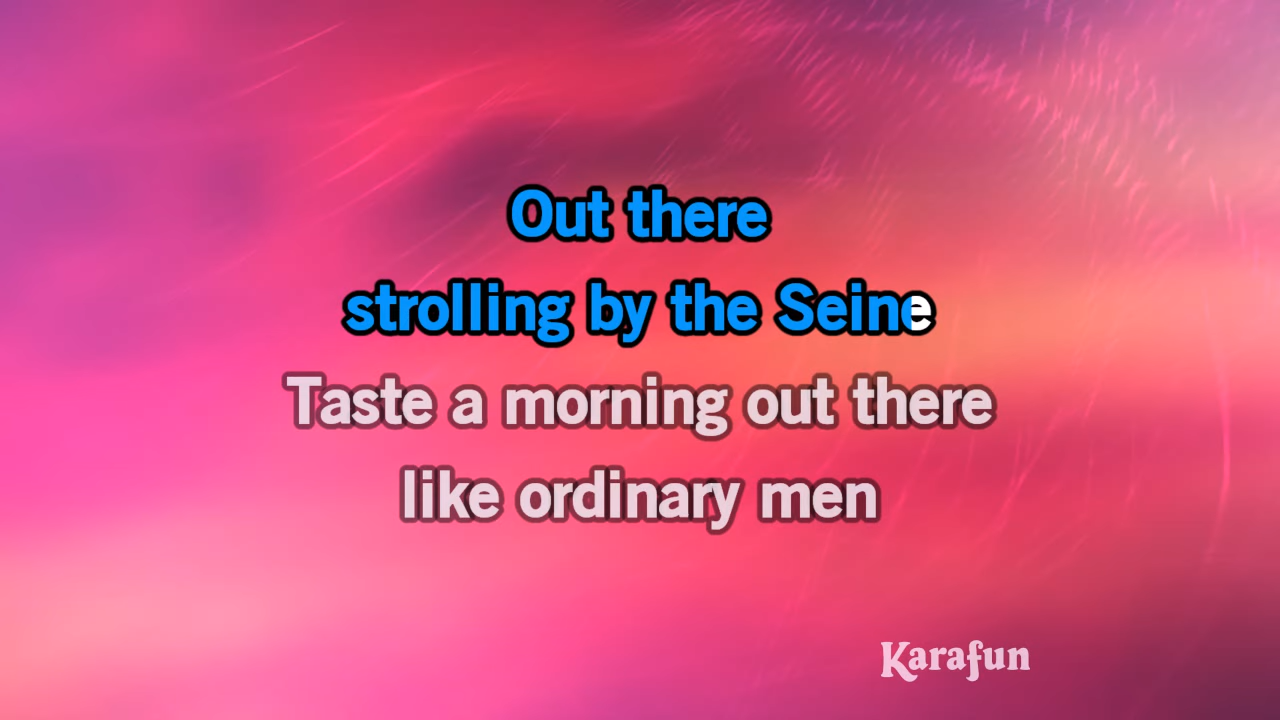 Out there
strolling by the Seine
Taste a morning out there
like ordinary men
Karafun